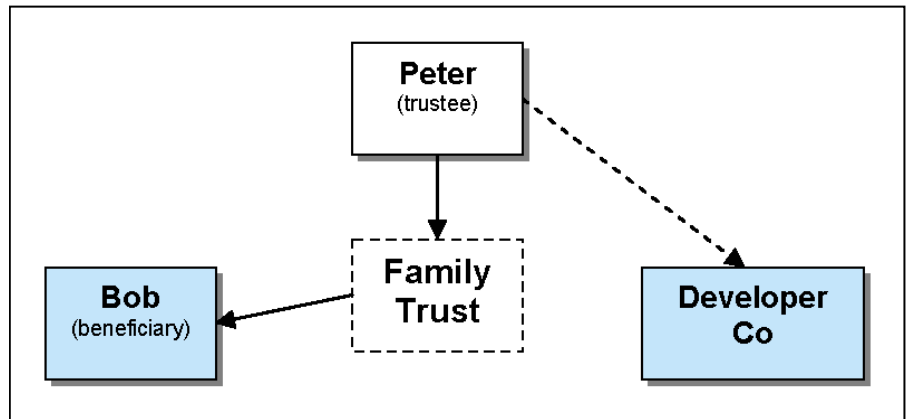 Peter
(trustee)
Family
Trust
Bob
(beneficiary)
Developer
Co